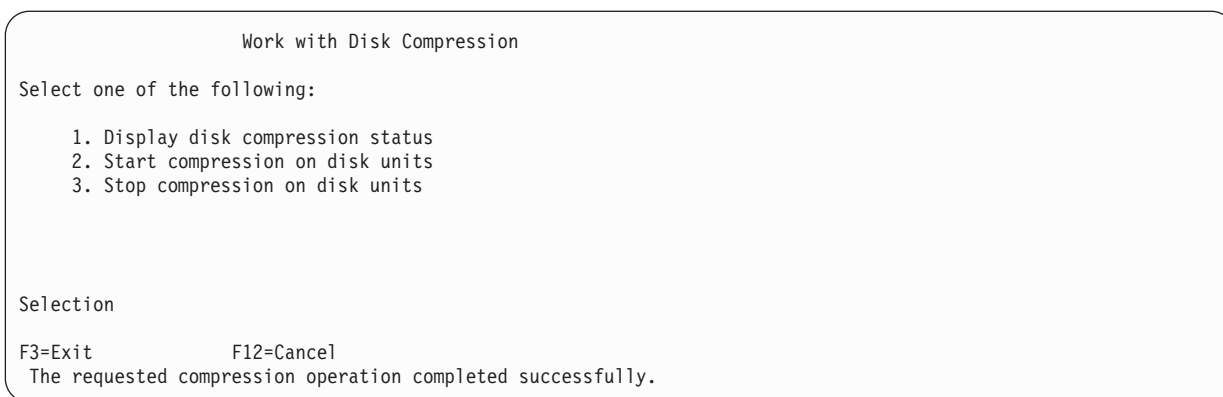 Work with Disk Compression
Select one of the following:
1. Display disk compression status
2. Start compression on disk units
3. Stop compression on disk units
Selection
F3=Exit F12=Cancel
The requested compression operation completed successfully.